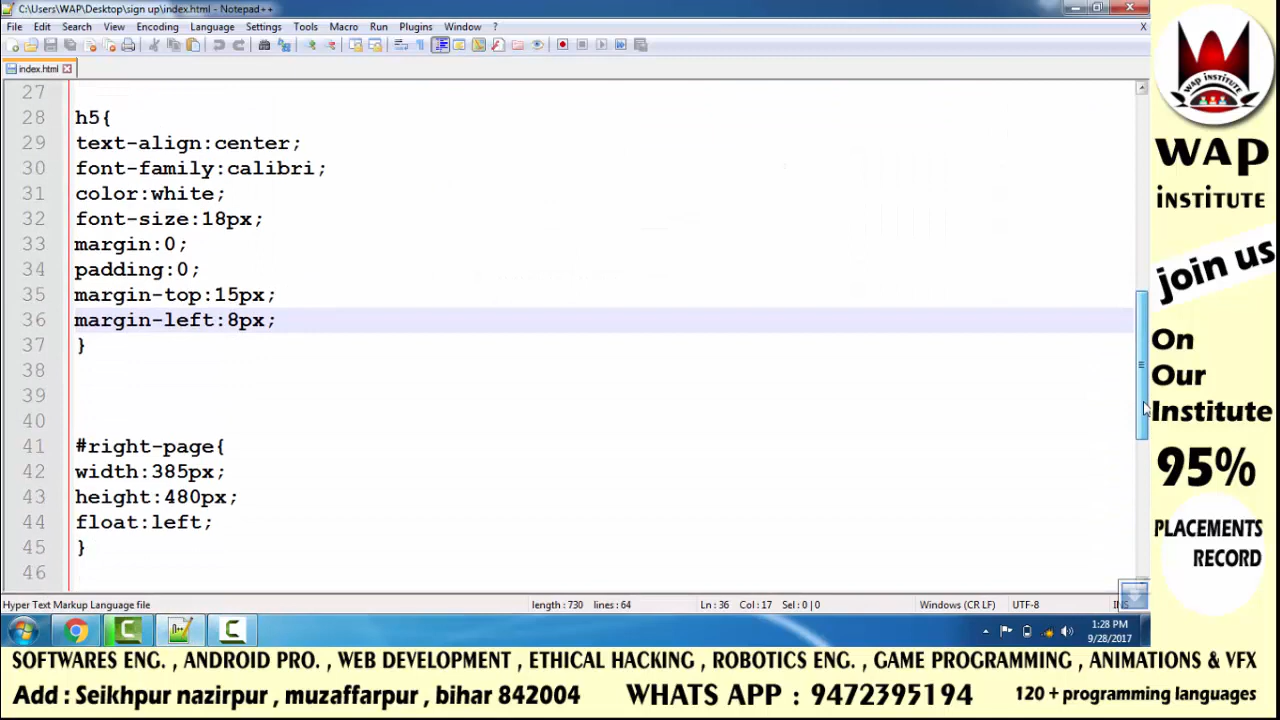 C:\Users\WAP\Desktop\sign up\index.html - Notepad++
File Edit Search View Encoding Language Settings Tools Macro Run Plugins Window ? X
index.html
27
28 h5{
29 text-align:center;
30 font-family:calibri;
31 color:white;
32 font-size:18px;
33 margin:0;
34 padding:0;
35 margin-top:15px;
36 margin-left:8px;
37 }
38
39
40
41 #right-page{
42 width:385px;
43 height:480px;
44 float:left;
45 }
46
Hyper Text Markup Language file length : 730 lines : 64 Ln : 36 Col : 17 Sel : 0 | 0 Windows (CR LF) UTF-8
1:28 PM
9/28/2017
WAP INSTITUTE
WAP
INSTITUTE
join us
On
Our
Institute
95%
PLACEMENTS
RECORD
SOFTWARES ENG. , ANDROID PRO. , WEB DEVELOPMENT , ETHICAL HACKING , ROBOTICS ENG. , GAME PROGRAMMING , ANIMATIONS & VFX
Add : Seikhpur nazirpur , muzaffarpur , bihar 842004 WHATS APP : 9472395194 120 + programming languages